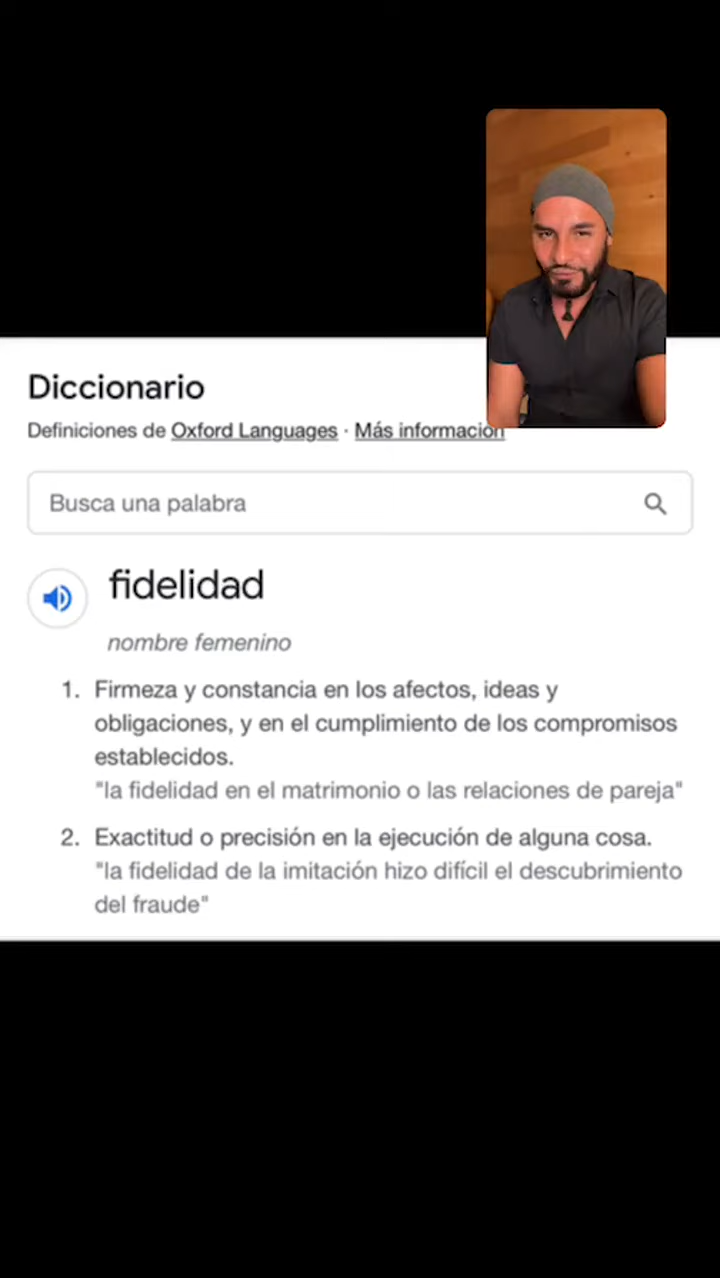 Diccionario
Definiciones de Oxford Languages · Más información
Busca una palabra
fidelidad
nombre femenino
1. Firmeza y constancia en los afectos, ideas y
obligaciones, y en el cumplimiento de los compromisos
establecidos.
"la fidelidad en el matrimonio o las relaciones de pareja"
2. Exactitud o precisión en la ejecución de alguna cosa.
"la fidelidad de la imitación hizo difícil el descubrimiento
del fraude"